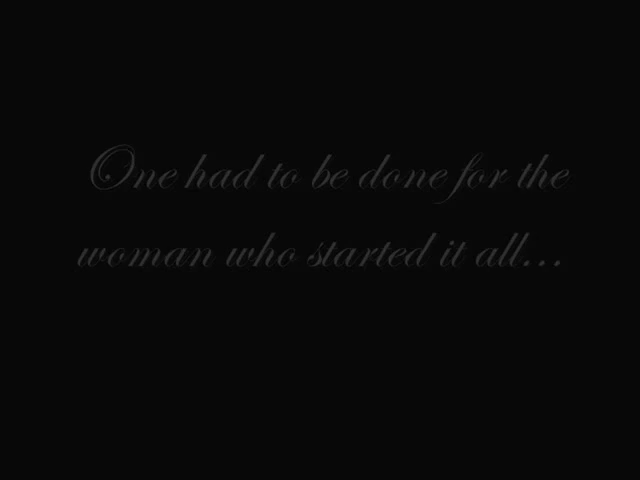 One had to be done for the
woman who started it all...